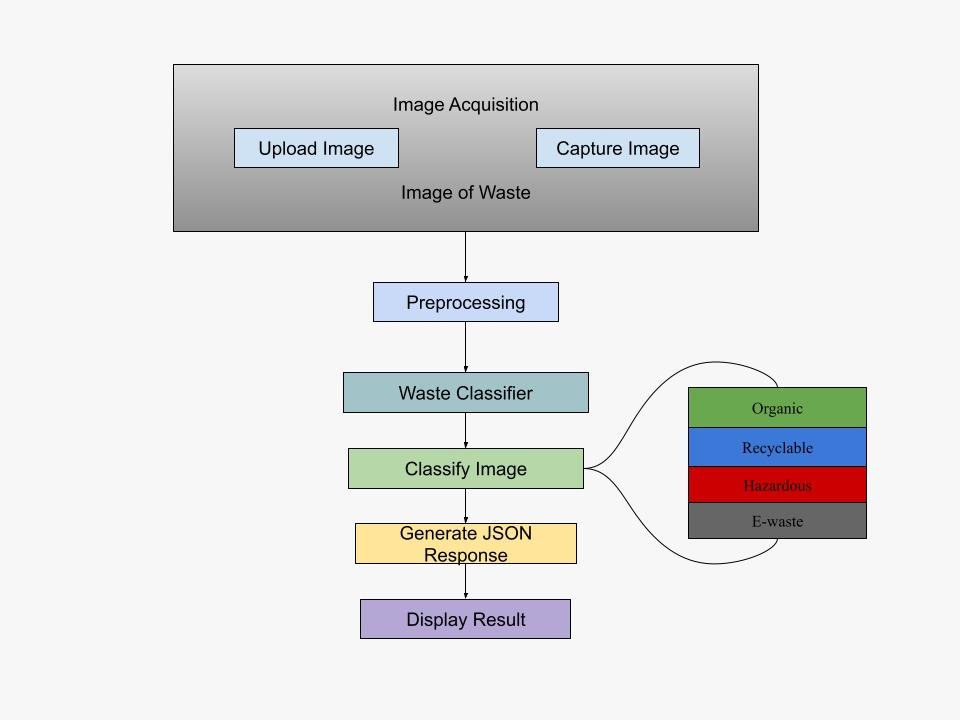 Image Acquisition
Upload Image
Capture Image
Image of Waste
Preprocessing
Waste Classifier
Classify Image
Organic
Recyclable
Hazardous
E-waste
Generate JSON
Response
Display Result